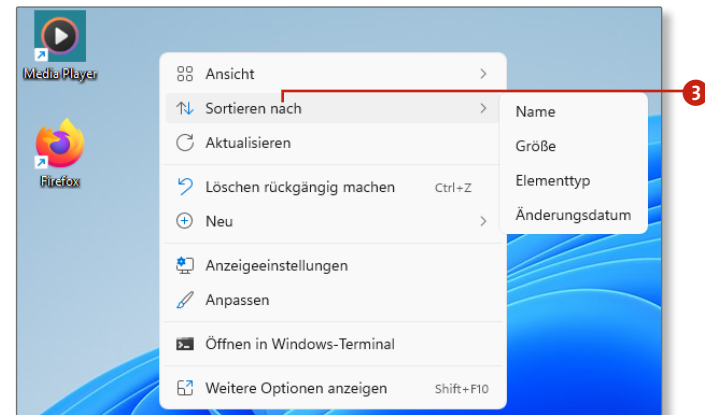 Media Player
Firefox
Ansicht
Sortieren nach
Aktualisieren
Löschen rückgängig machen Ctrl+Z
Neu
Anzeigeeinstellungen
Anpassen
Öffnen in Windows-Terminal
Weitere Optionen anzeigen Shift+F10
Name
Größe
Elementtyp
Änderungsdatum
3